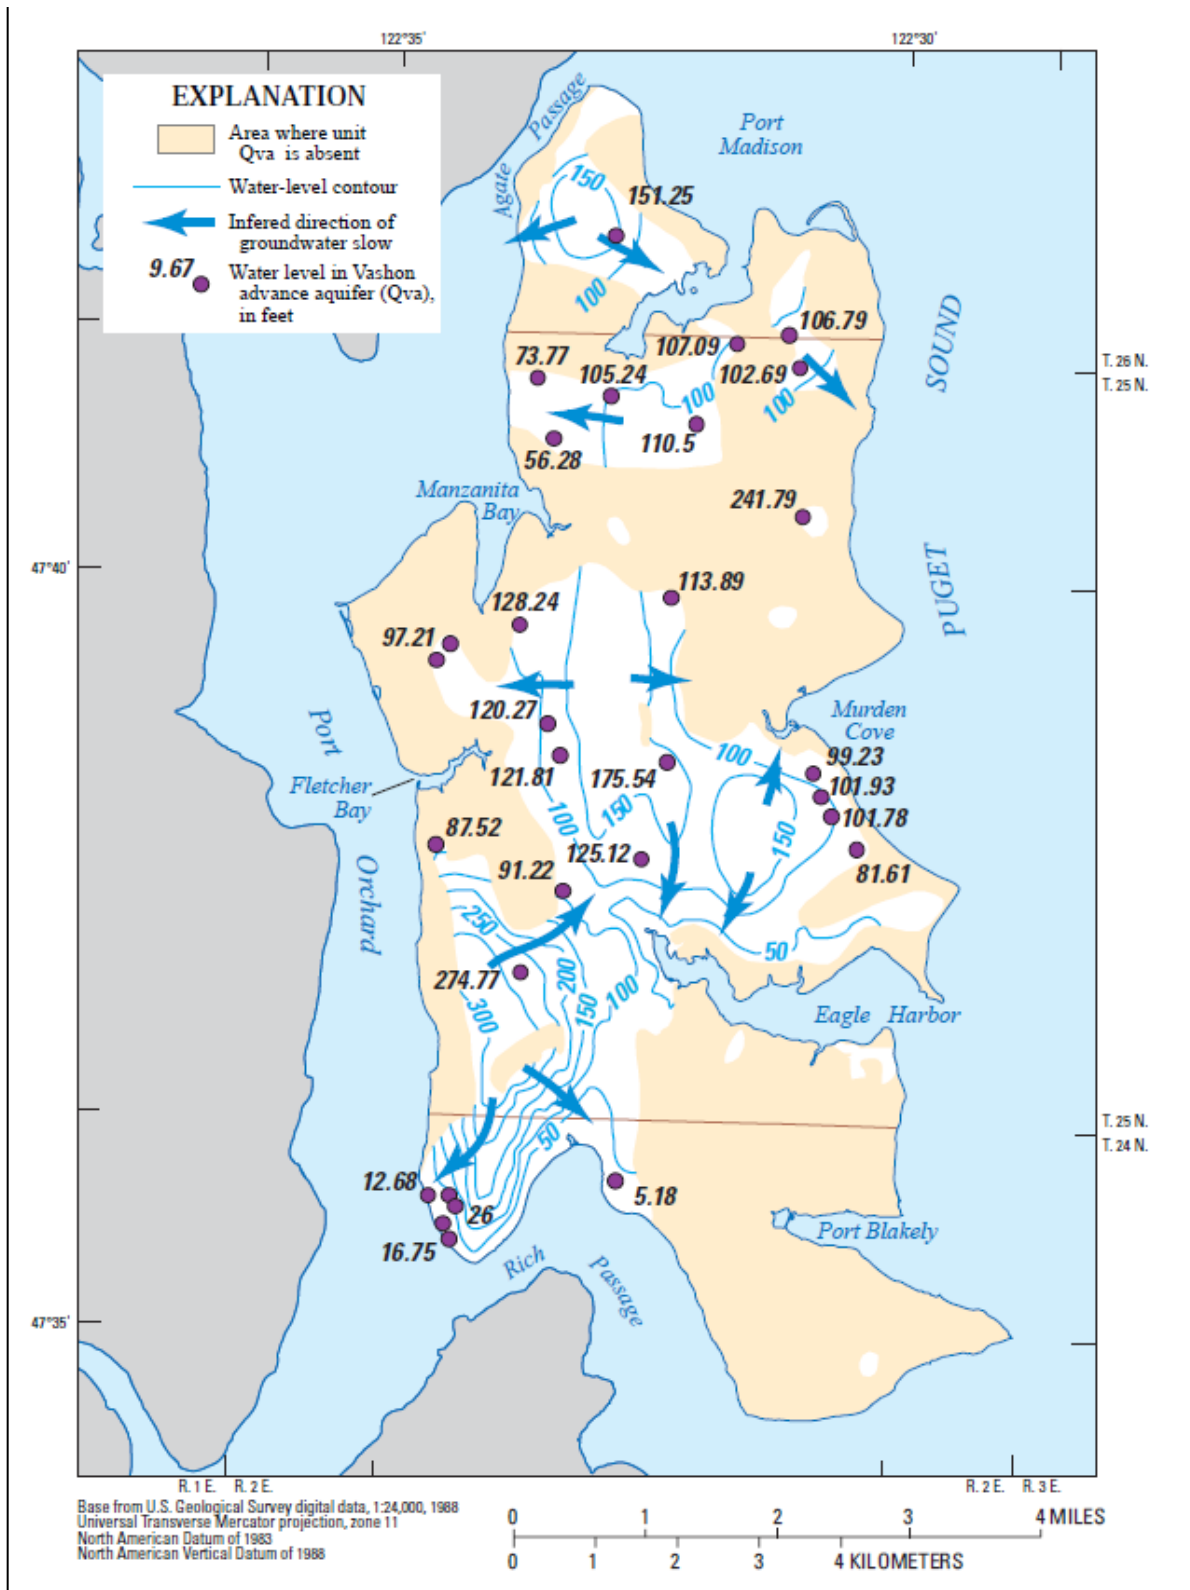 122°35′
122°30′
EXPLANATION
Area where unit
Qva is absent
Water-level contour
Infered direction of
groundwater slow
9.67
Water level in Vashon
advance aquifer (Qva),
in feet
Agate Passage
Port
Madison
150
151.25
100
SOUND
106.79
107.09
102.69
73.77
105.24
100
100
T. 26 N.
T. 25 N.
110.5
56.28
Manzanita
Bay
241.79
PUGET
47°40′
113.89
128.24
97.21
120.27
Port
Murden
Cove
100
99.23
121.81
175.54
101.93
Fletcher
Bay
101.78
100
150
150
87.52
125.12
81.61
91.22
Orchard
250
50
274.77
200
300
150
100
Eagle Harbor
T. 25 N.
T. 24 N.
50
12.68
5.18
26
16.75
Port Blakely
Rich Passage
47°35′
R. 1 E. R. 2 E.
R. 2 E. R. 3 E.
Base from U.S. Geological Survey digital data, 1:24,000, 1988
Universal Transverse Mercator projection, zone 11
North American Datum of 1983
North American Vertical Datum of 1988
0 1 2 3 4 MILES
0 1 2 3 4 KILOMETERS